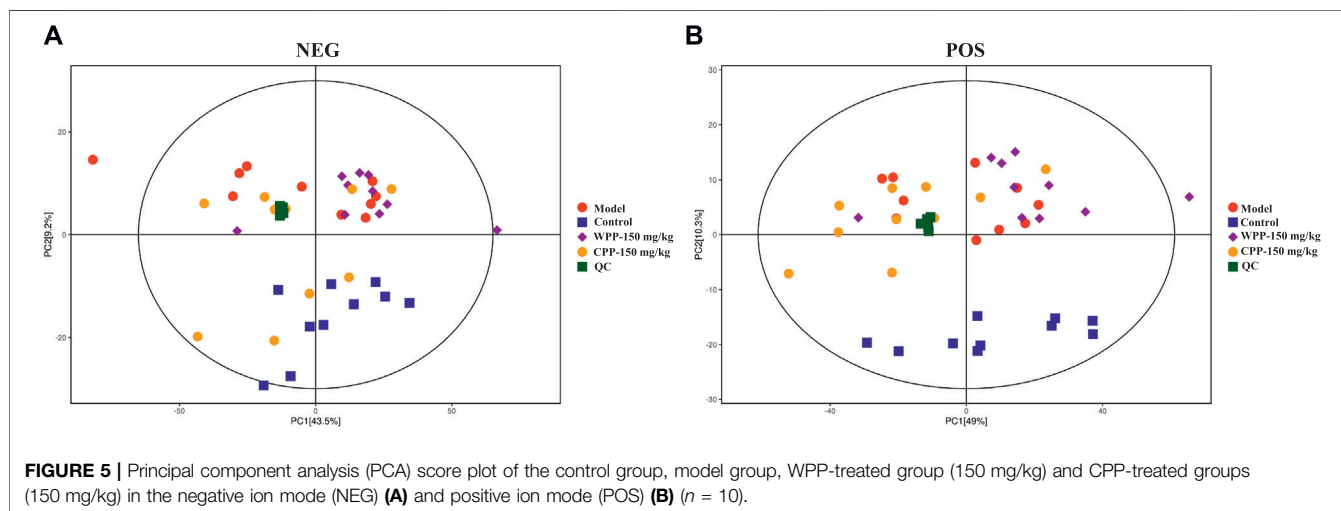 A
NEG
20
0
-20
-50
0
50
PC2[9.2%]
PC1[43.5%]
Model
Control
WPP-150 mg/kg
CPP-150 mg/kg
QC
B
POS
30
20
10
0
-10
-20
-30
-40
0
40
PC2[10.3%]
PC1[49%]
Model
Control
WPP-150 mg/kg
CPP-150 mg/kg
QC
FIGURE 5 | Principal component analysis (PCA) score plot of the control group, model group, WPP-treated group (150 mg/kg) and CPP-treated groups
(150 mg/kg) in the negative ion mode (NEG) (A) and positive ion mode (POS) (B) (n = 10).